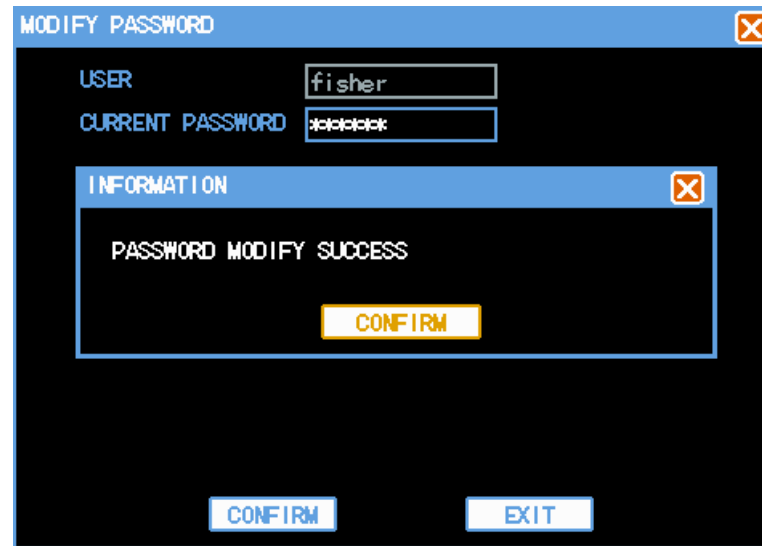 MODIFY PASSWORD
USER fisher
CURRENT PASSWORD ******
INFORMATION
PASSWORD MODIFY SUCCESS
CONFIRM
CONFIRM EXIT